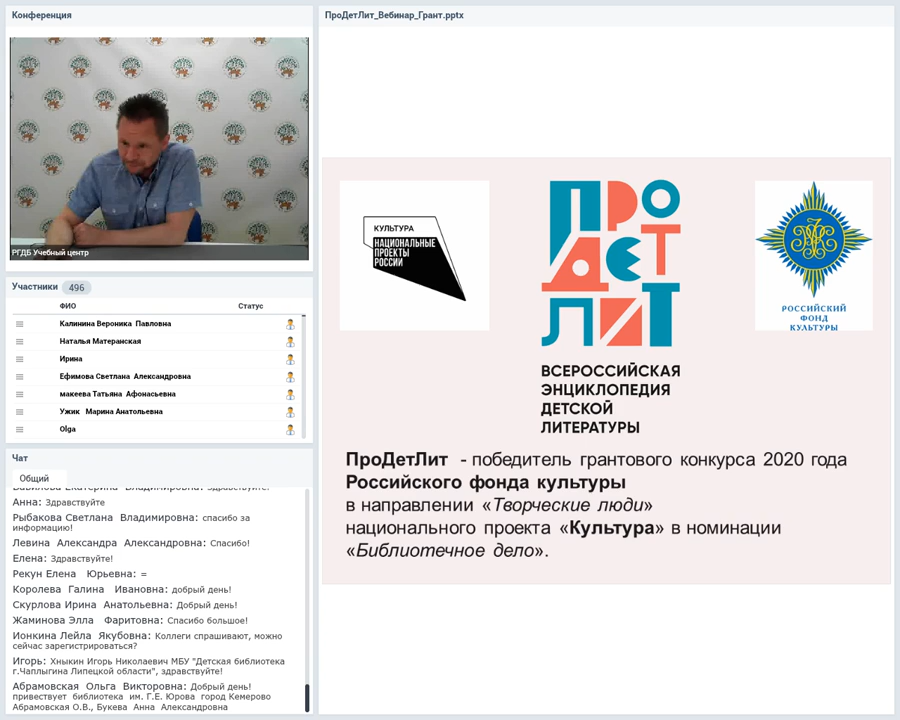 Конференция
РГДБ Учебный центр
Участники 496
ФИО Статус
Калинина Вероника Павловна
Наталья Матеранская
Ирина
Ефимова Светлана Александровна
макеева Татьяна Афонасьевна
Ужик Марина Анатольевна
Olga
Чат
Общий
Анна: Здравствуйте
Рыбакова Светлана Владимировна: спасибо за
информацию!
Левина Александра Александровна: Спасибо!
Елена: Здравствуйте!
Рекун Елена Юрьевна: =
Королева Галина Ивановна: добрый день!
Скурлова Ирина Анатольевна: Добрый день!
Жаминова Элла Фаритовна: Спасибо большое!
Ионкина Лейла Якубовна: Коллеги спрашивают, можно
сейчас зарегистрироваться?
Игорь: Хныкин Игорь Николаевич МБУ "Детская библиотека
г.Чаплыгина Липецкой области", здравствуйте!
Абрамовская Ольга Викторовна: Добрый день!
приветствует библиотека им. Г.Е. Юрова город Кемерово
Абрамовская О.В., Букева Анна Александровна
ПроДетЛит_Вебинар_Грант.pptx
КУЛЬТУРА
НАЦИОНАЛЬНЫЕ
ПРОЕКТЫ
РОССИИ
ПРО
ДЕТ
ЛИТ
ВСЕРОССИЙСКАЯ
ЭНЦИКЛОПЕДИЯ
ДЕТСКОЙ
ЛИТЕРАТУРЫ
РОССИЙСКИЙ
ФОНД
КУЛЬТУРЫ
ПроДетЛит - победитель грантового конкурса 2020 года
Российского фонда культуры
в направлении «Творческие люди»
национального проекта «Культура» в номинации
«Библиотечное дело».